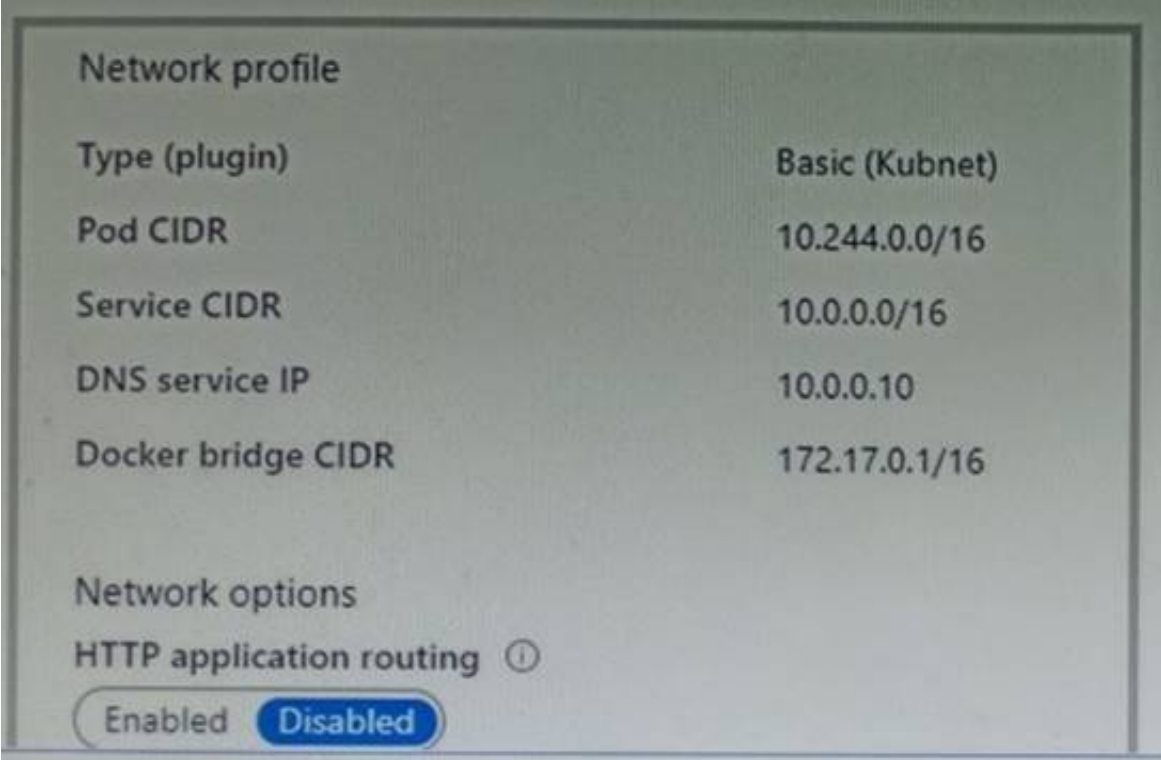 Network profile
Type (plugin) Basic (Kubnet)
Pod CIDR 10.244.0.0/16
Service CIDR 10.0.0.0/16
DNS service IP 10.0.0.10
Docker bridge CIDR 172.17.0.1/16
Network options
HTTP application routing
Enabled Disabled